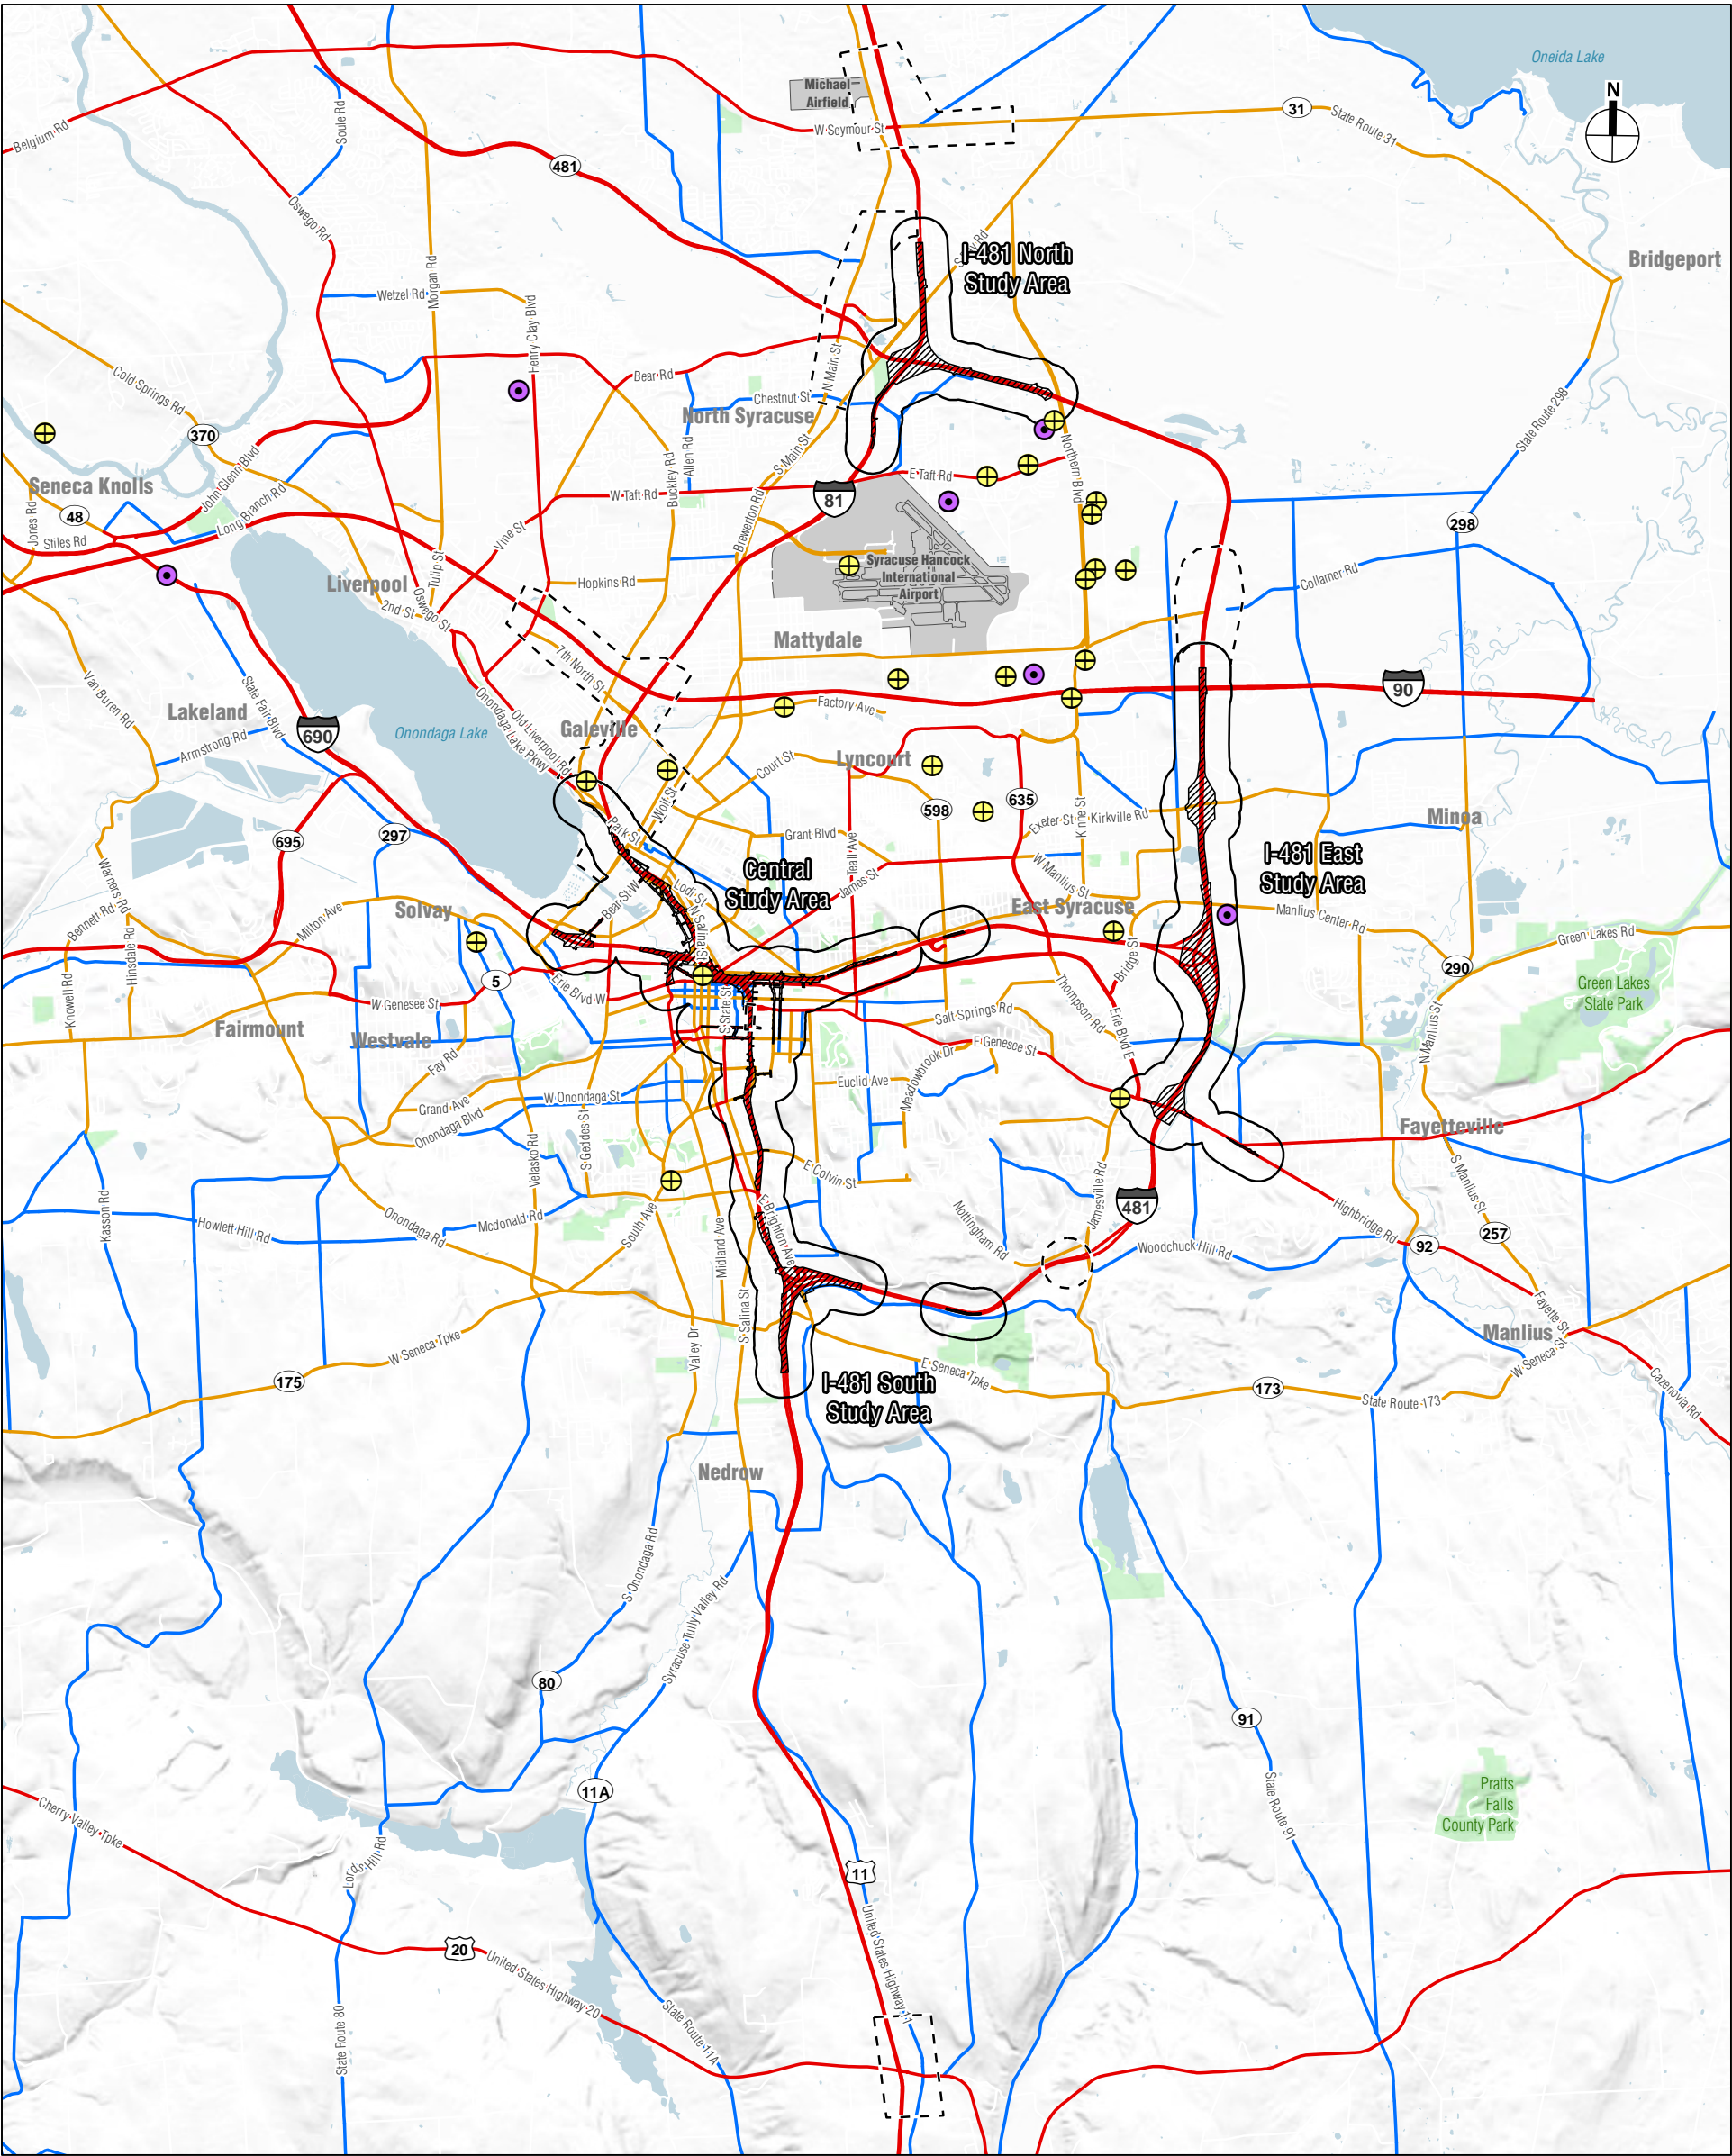 Oneida Lake
N
Michael
Airfield
31
State Route 31
W Seymour St
Belgium Rd
Soule Rd
481
Oswego Rd
I-481 North
Study Area
Bridgeport
Morgan Rd
Wetzel Rd
Henry Clay Blvd
N Main St
Cold Springs Rd
Bear Rd
Chestnut St
North Syracuse
State Route 298
370
John Glenn Blvd
S Main St
Allen Rd
Buckley Rd
Northern Blvd
E Taft Rd
Seneca Knolls
W Taft Rd
81
Long Branch Rd
Jones Rd
48
Stiles Rd
Vine St
Brewerton Rd
298
Syracuse Hancock
International
Airport
Collamer Rd
Hopkins Rd
Liverpool
Tulip St
2nd St
Oswego St
Mattydale
7th North St
Van Buren Rd
State Fair Blvd
90
Lakeland
Factory Ave
Onondaga Lake
690
Old Liverpool Rd
Onondaga Lake Pkwy
Galeville
Armstrong Rd
Court St
Lyncourt
635
598
Wolf St
Park St
Grant Blvd
Teall Ave
Kinne St
Exeter St
Kirkville Rd
Minoa
695
297
Warners Rd
Central
Study Area
James St
W Manlius St
I-481 East
Study Area
Lodi St
N Salina St
Bear St W
Solvay
Bennett Rd
Milton Ave
East Syracuse
Manlius Center Rd
Green Lakes Rd
Hinsdale Rd
Bridge St
290
5
Erie Blvd W
Knowell Rd
W Genesee St
Green Lakes
State Park
Thompson Rd
S State St
Salt Springs Rd
Fairmount
Westvale
Erie Blvd E
E Genesee St
N Manlius St
Fay Rd
Meadowbrook Dr
Euclid Ave
W Onondaga St
Grand Ave
Onondaga Blvd
Fayetteville
S Geddes St
Velasko Rd
E Colvin St
S Manlius St
Jamesville Rd
Kasson Rd
481
Howlett Hill Rd
Onondaga Rd
Mcdonald Rd
South Ave
Midland Ave
E Brighton Ave
Nottingham Rd
Highbridge Rd
257
92
Woodchuck Hill Rd
Fayette St
Manlius
S Salina St
Valley Dr
W Seneca Tpke
W Seneca St
175
E Seneca Tpke
173
State Route 173
Cazenovia Rd
I-481 South
Study Area
Nedrow
S Onondaga Rd
Syracuse Tully Valley Rd
80
91
11A
State Route 91
Pratts
Falls
County Park
Cherry Valley Tpke
Lords Hill Rd
11
United States Highway 11
20
United States Highway 20
State Route 11A
State Route 80